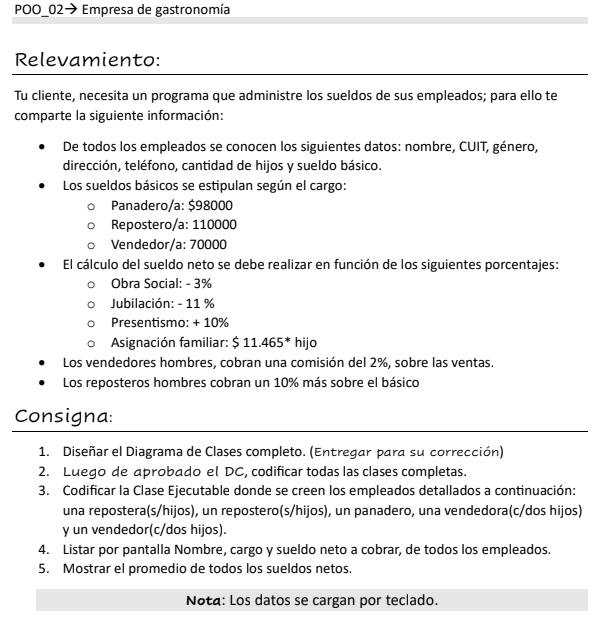 POO_02→ Empresa de gastronomía
Relevamiento:
Tu cliente, necesita un programa que administre los sueldos de sus empleados; para ello te
comparte la siguiente información:
• De todos los empleados se conocen los siguientes datos: nombre, CUIT, género,
dirección, teléfono, cantidad de hijos y sueldo básico.
• Los sueldos básicos se estipulan según el cargo:
o Panadero/a: $98000
o Repostero/a: 110000
o Vendedor/a: 70000
• El cálculo del sueldo neto se debe realizar en función de los siguientes porcentajes:
o Obra Social: - 3%
o Jubilación: - 11 %
o Presentismo: + 10%
o Asignación familiar: $ 11.465* hijo
• Los vendedores hombres, cobran una comisión del 2%, sobre las ventas.
• Los reposteros hombres cobran un 10% más sobre el básico
Consigna:
1. Diseñar el Diagrama de Clases completo. (Entregar para su corrección)
2. Luego de aprobado el DC, codificar todas las clases completas.
3. Codificar la Clase Ejecutable donde se creen los empleados detallados a continuación:
una repostera(s/hijos), un repostero(s/hijos), un panadero, una vendedora(c/dos hijos)
y un vendedor(c/dos hijos).
4. Listar por pantalla Nombre, cargo y sueldo neto a cobrar, de todos los empleados.
5. Mostrar el promedio de todos los sueldos netos.
Nota: Los datos se cargan por teclado.